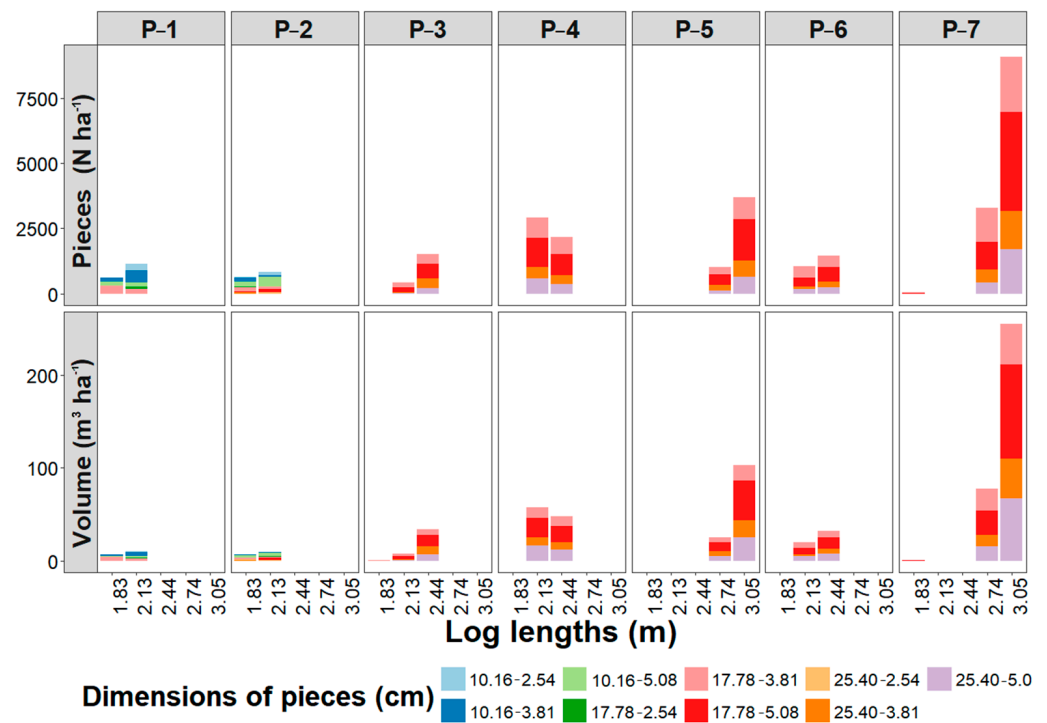 P–1 P–2 P–3 P–4 P–5 P–6 P–7
Pieces (N ha⁻¹)
7500
5000
2500
0
Volume (m³ ha⁻¹)
200
100
0
1.83 2.13 2.44 2.74 3.05 1.83 2.13 2.44 2.74 3.05 1.83 2.13 2.44 2.74 3.05 1.83 2.13 2.44 2.74 3.05 1.83 2.13 2.44 2.74 3.05 1.83 2.13 2.44 2.74 3.05 1.83 2.13 2.44 2.74 3.05
Log lengths (m)
Dimensions of pieces (cm)
10.16-2.54 10.16-5.08 17.78-3.81 25.40-2.54 25.40-5.0
10.16-3.81 17.78-2.54 17.78-5.08 25.40-3.81